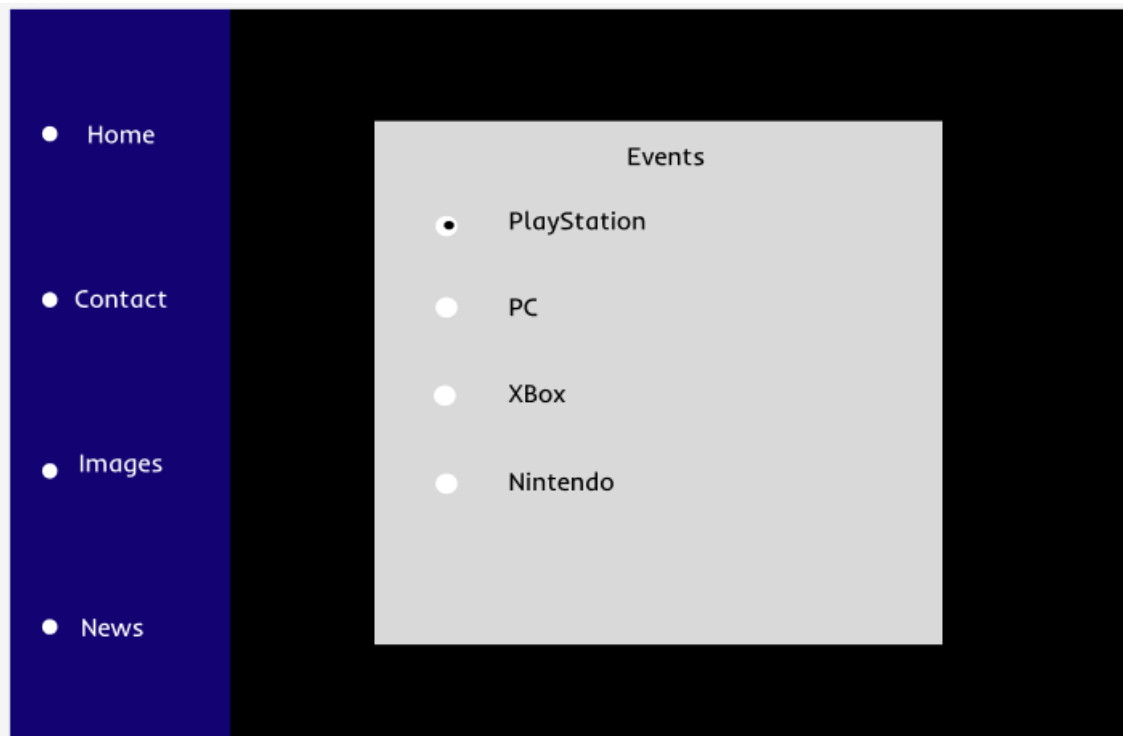 Home
Contact
Images
News
Events
PlayStation
PC
XBox
Nintendo